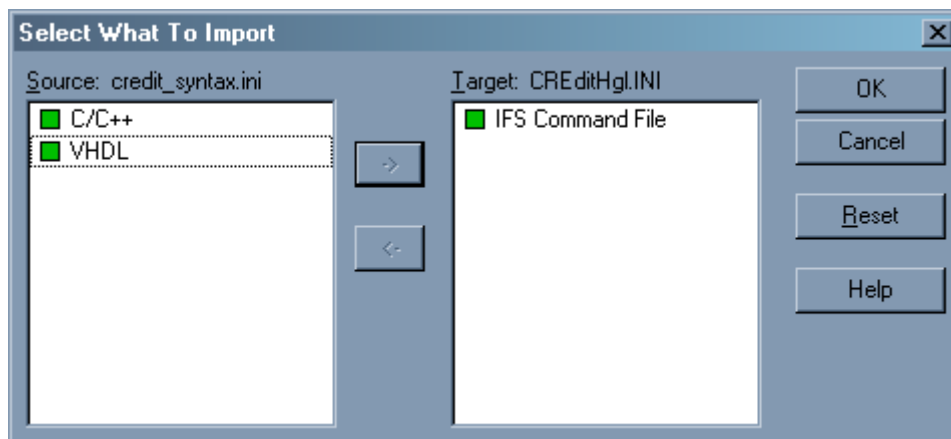 Select What To Import
Source: credit_syntax.ini
C/C++
VHDL
->
<-
Target: CREditHgl.INI
IFS Command File
OK
Cancel
Reset
Help